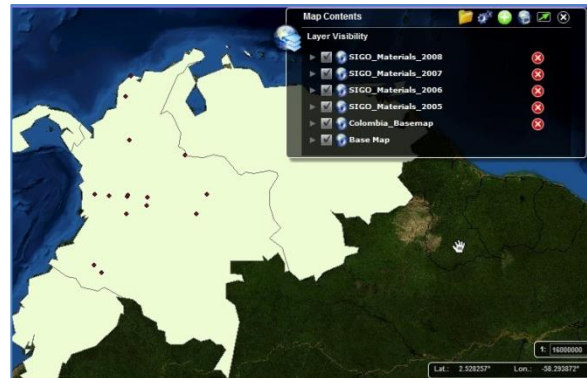 Map Contents
Layer Visibility
SIGO_Materials_2008
SIGO_Materials_2007
SIGO_Materials_2006
SIGO_Materials_2005
Colombia_Basemap
Base Map
1: 16000000
Lat.: 2.528257° Lon.: -58.293872°